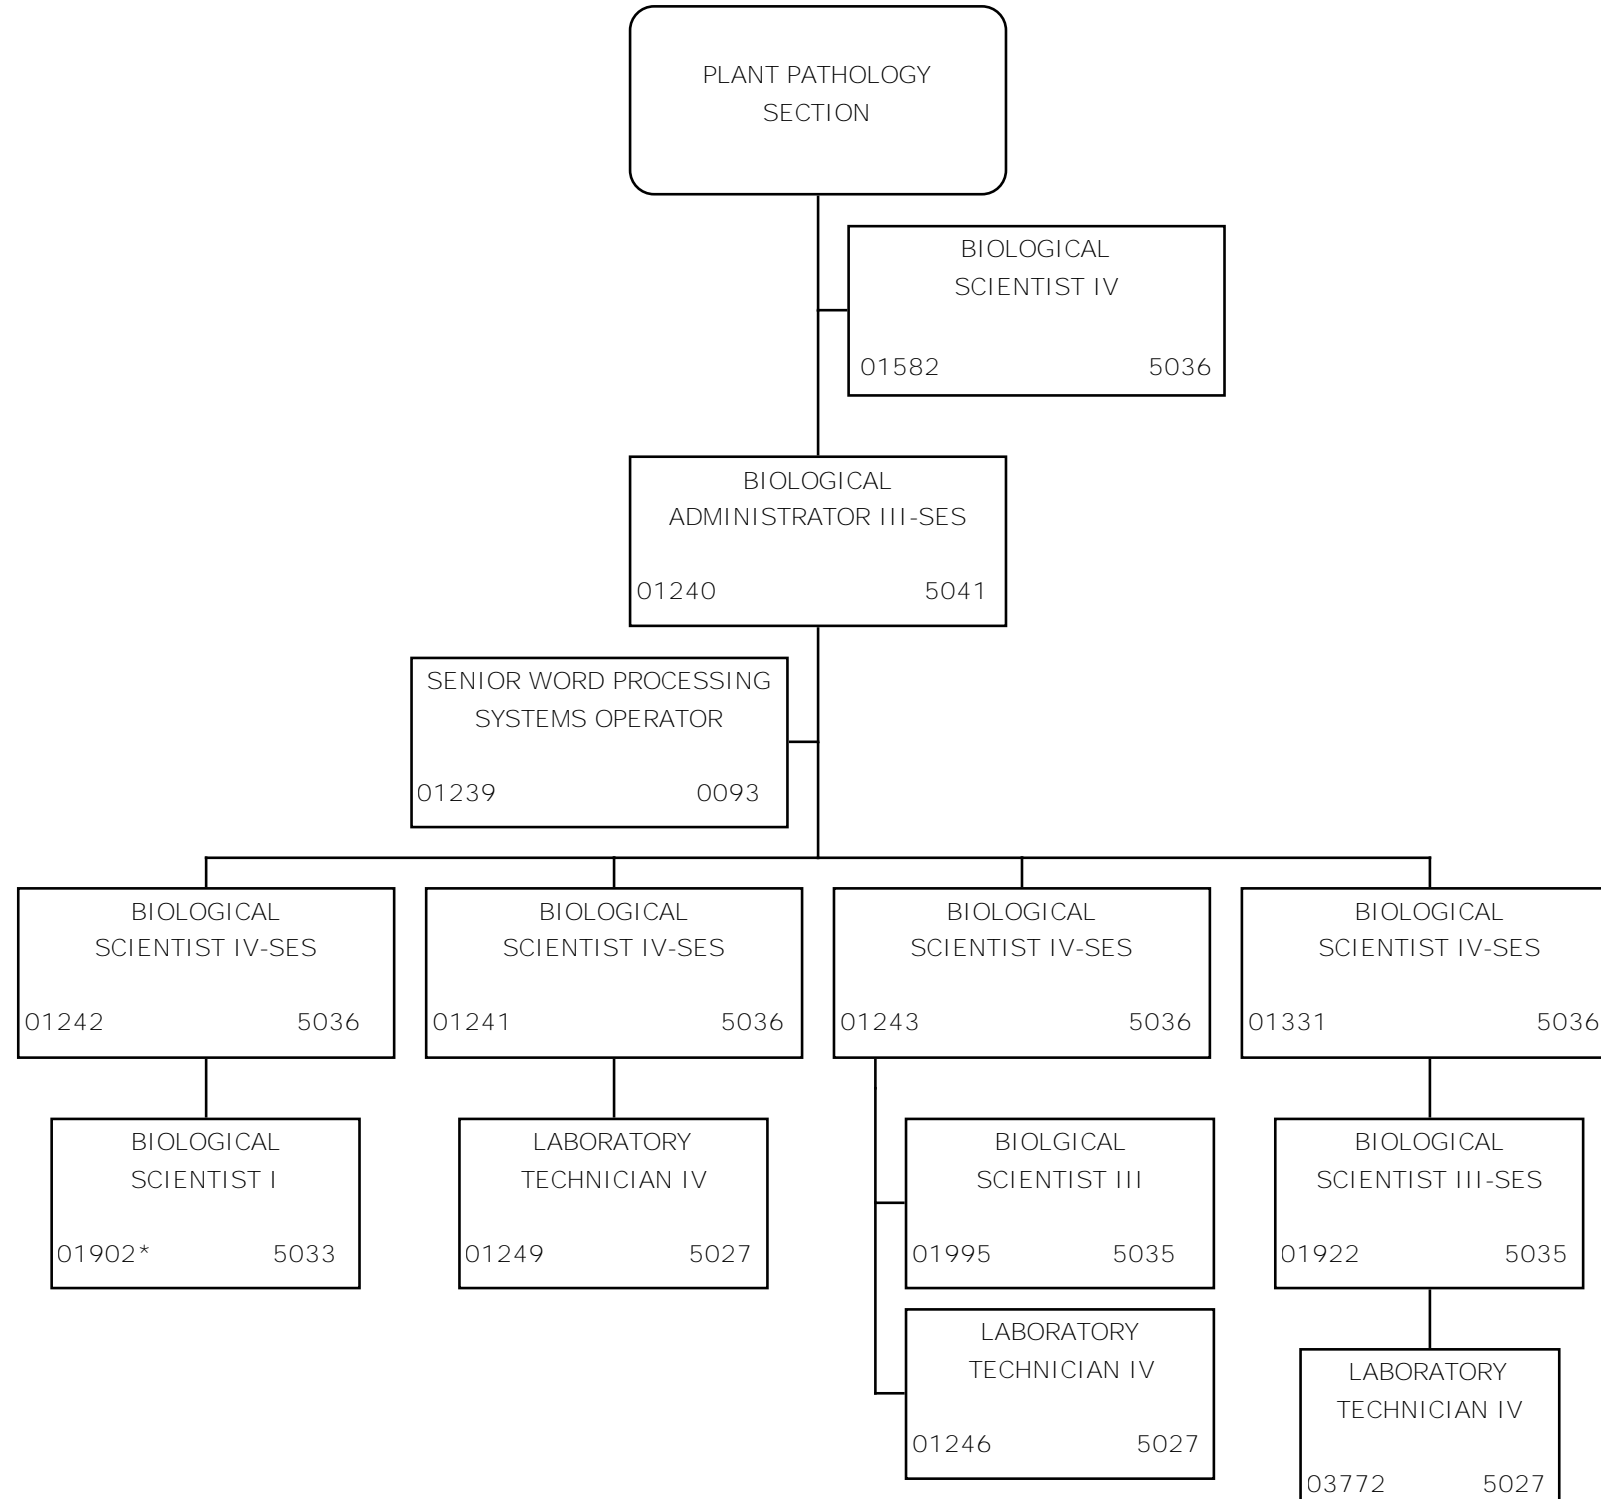 PLANT PATHOLOGY
SECTION
BIOLOGICAL
SCIENTIST IV
01582 5036
BIOLOGICAL
ADMINISTRATOR III-SES
01240 5041
SENIOR WORD PROCESSING
SYSTEMS OPERATOR
01239 0093
BIOLOGICAL
SCIENTIST IV-SES
01242 5036
BIOLOGICAL
SCIENTIST IV-SES
01241 5036
BIOLOGICAL
SCIENTIST IV-SES
01243 5036
BIOLOGICAL
SCIENTIST IV-SES
01331 5036
BIOLOGICAL
SCIENTIST I
01902* 5033
LABORATORY
TECHNICIAN IV
01249 5027
BIOLGICAL
SCIENTIST III
01995 5035
BIOLOGICAL
SCIENTIST III-SES
01922 5035
LABORATORY
TECHNICIAN IV
01246 5027
LABORATORY
TECHNICIAN IV
03772 5027